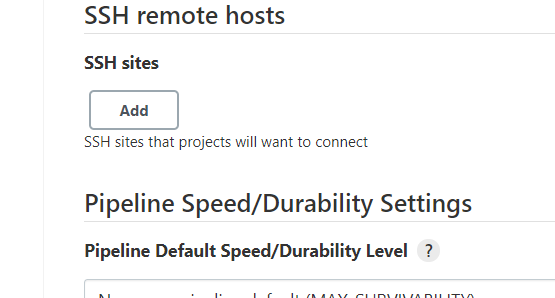 SSH remote hosts
SSH sites
Add
SSH sites that projects will want to connect
Pipeline Speed/Durability Settings
Pipeline Default Speed/Durability Level ?
(MAX_SURVIVABILITY)